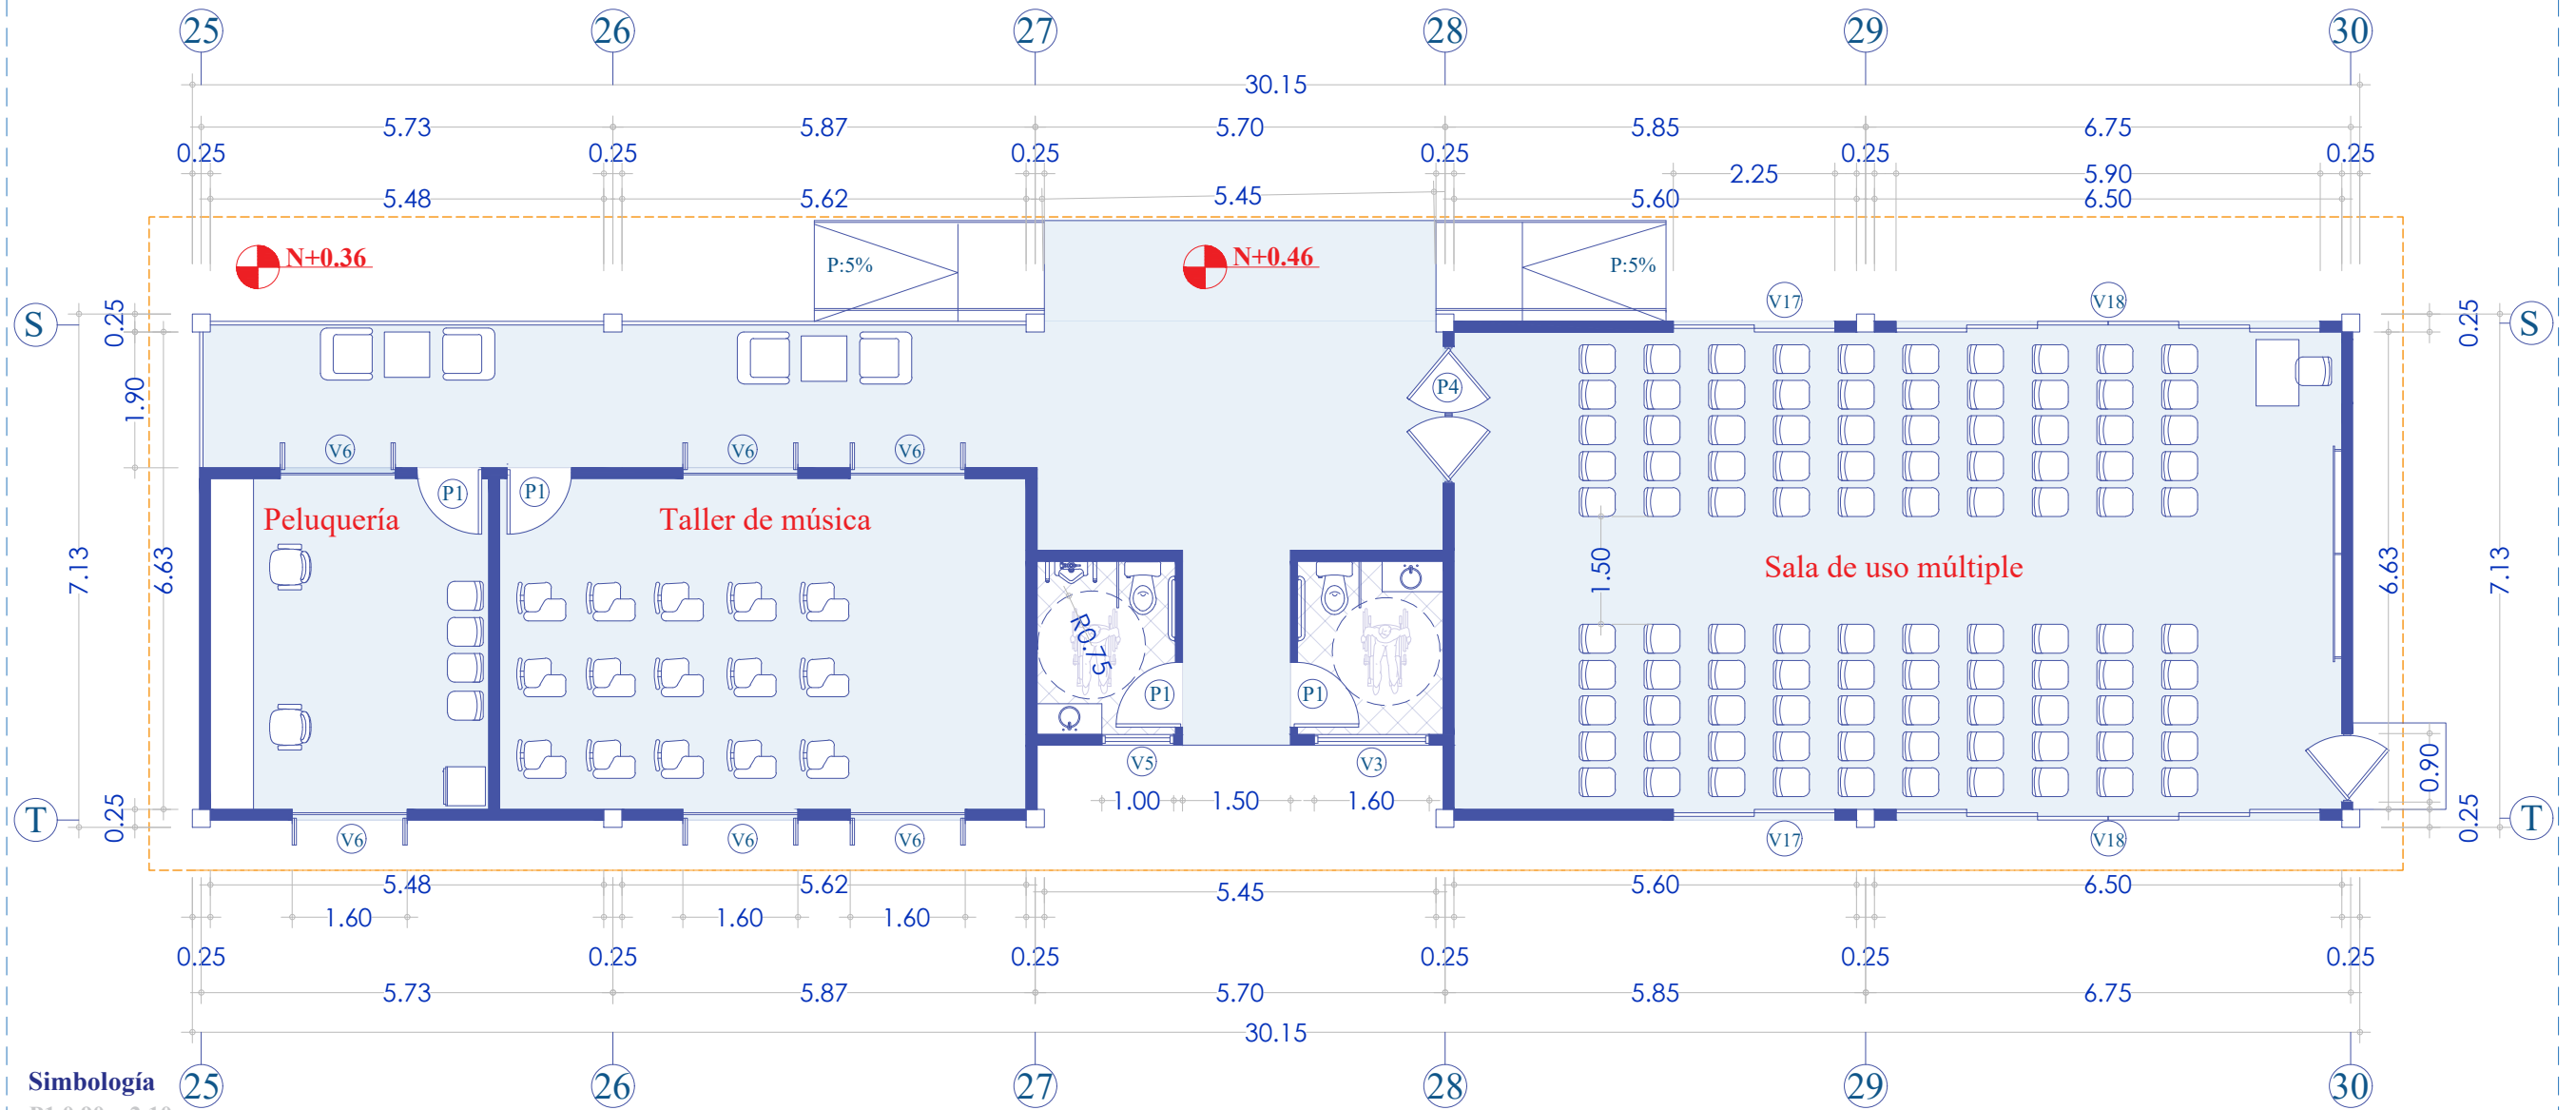 25 26 27 28 29 30
30.15
5.73 5.87 5.70 5.85 6.75
0.25 0.25 0.25 0.25 0.25 0.25
2.25 5.90
5.48 5.62 5.45 5.60 6.50
N+0.36 P:5% N+0.46 P:5%
V17 V18
S 0.25 0.25 S
1.90 P4
V6 V6 V6
P1 P1
Peluquería Taller de música
7.13 6.63 1.50 Sala de uso múltiple 6.63 7.13
R0.75
P1 P1
V5 V3 0.90
1.00 1.50 1.60
T 0.25 0.25 T
V6 V6 V6 V17 V18
5.48 5.62 5.45 5.60 6.50
1.60 1.60 1.60
0.25 0.25 0.25 0.25 0.25 0.25
5.73 5.87 5.70 5.85 6.75
30.15
Simbología
25 26 27 28 29 30